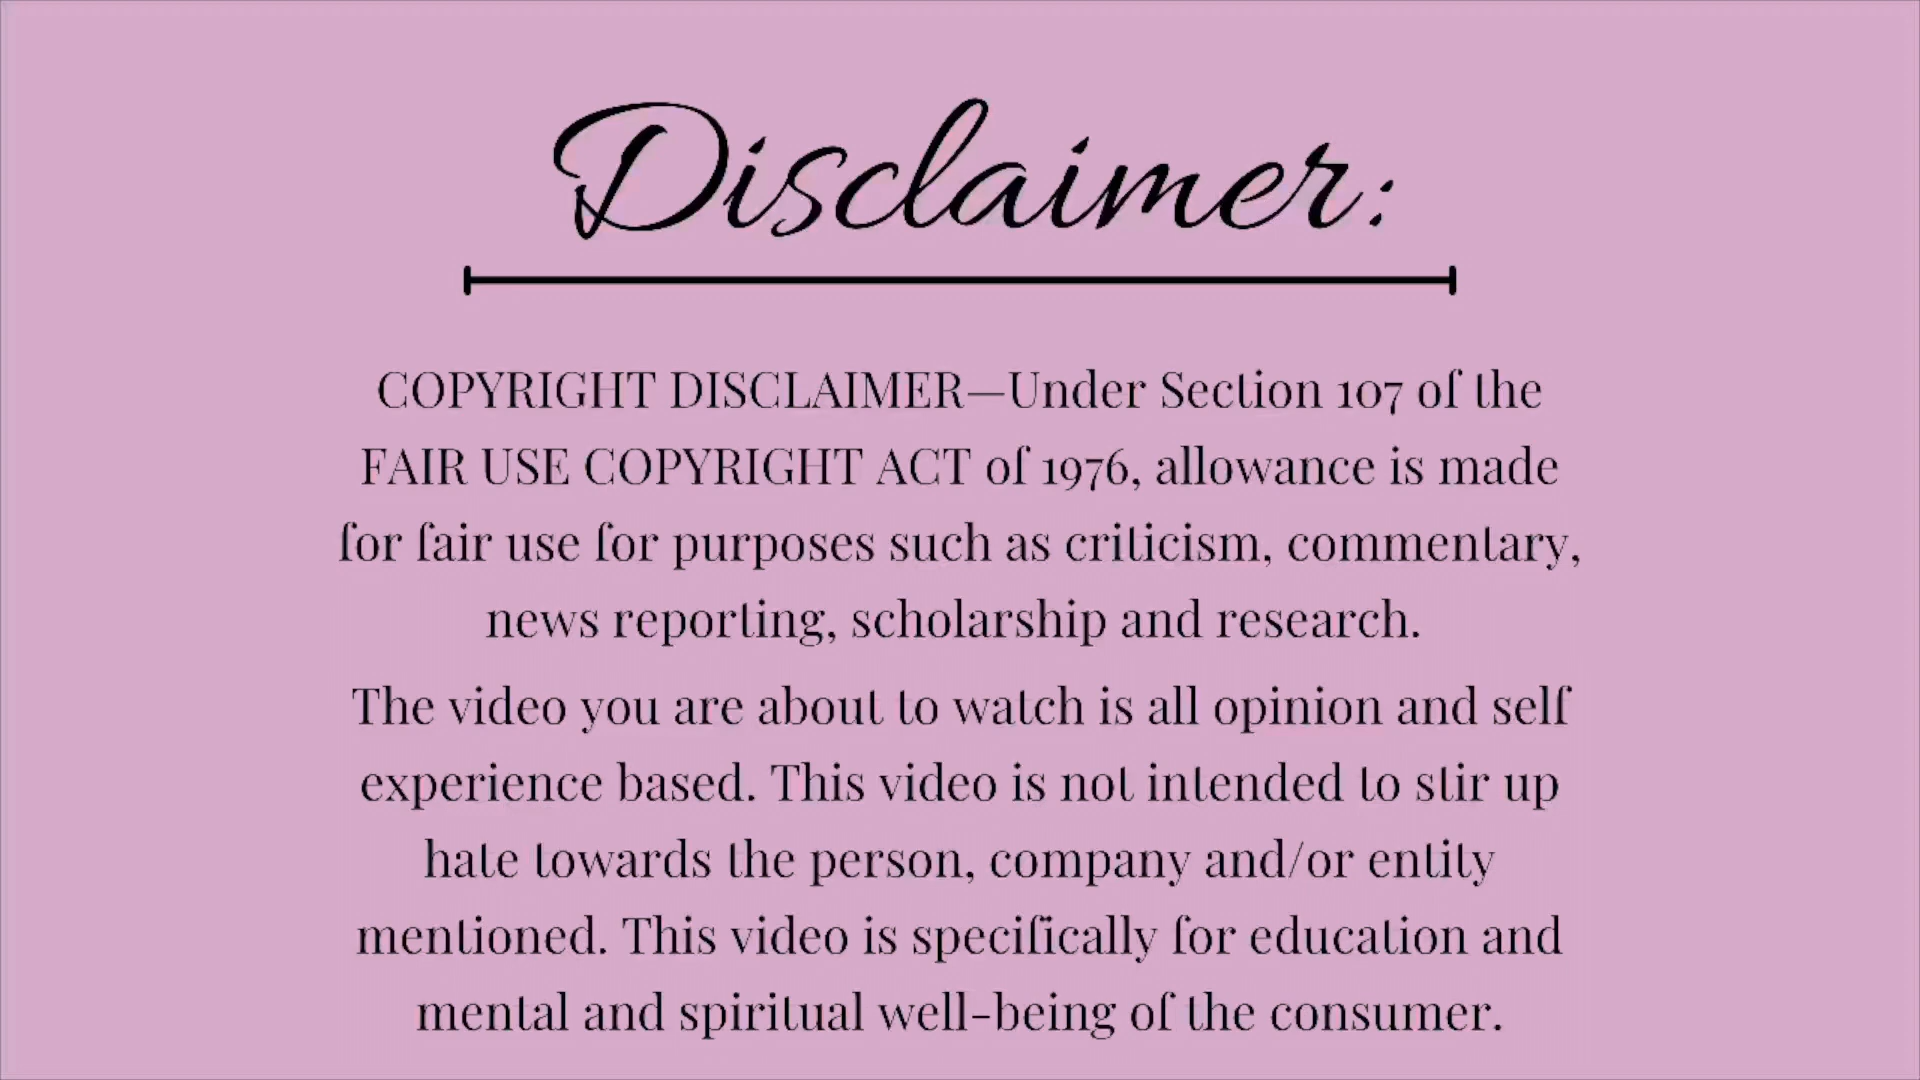 Disclaimer:
COPYRIGHT DISCLAIMER—Under Section 107 of the
FAIR USE COPYRIGHT ACT of 1976, allowance is made
for fair use for purposes such as criticism, commentary,
news reporting, scholarship and research.
The video you are about to watch is all opinion and self
experience based. This video is not intended to stir up
hate towards the person, company and/or entity
mentioned. This video is specifically for education and
mental and spiritual well-being of the consumer.